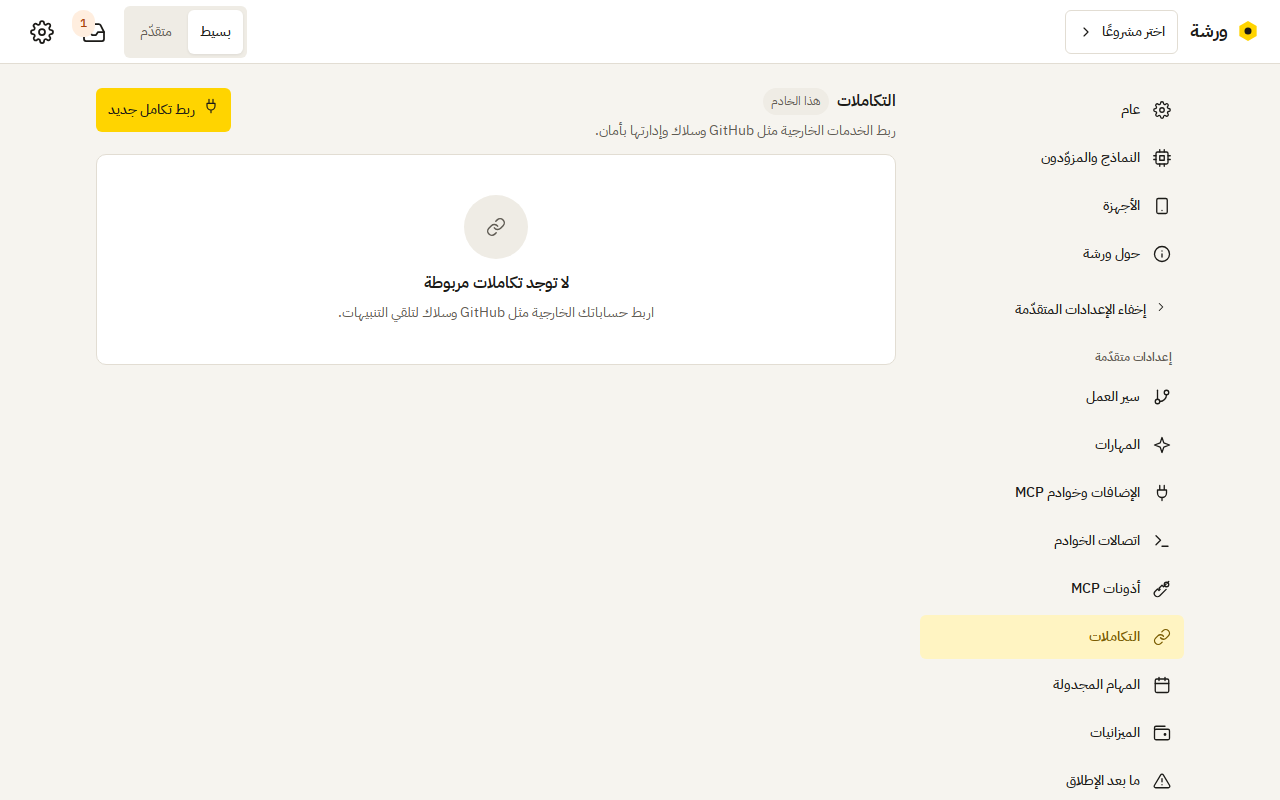 ورشة
اختر مشروعًا
بسيط
متقدّم
1
عام
النماذج والمزوّدون
الأجهزة
حول ورشة
إخفاء الإعدادات المتقدّمة
إعدادات متقدّمة
سير العمل
المهارات
الإضافات وخوادم MCP
اتصالات الخوادم
أذونات MCP
التكاملات
المهام المجدولة
الميزانيات
ما بعد الإطلاق
التكاملات
هذا الخادم
ربط الخدمات الخارجية مثل GitHub وسلاك وإدارتها بأمان.
ربط تكامل جديد
لا توجد تكاملات مربوطة
اربط حساباتك الخارجية مثل GitHub وسلاك لتلقي التنبيهات.